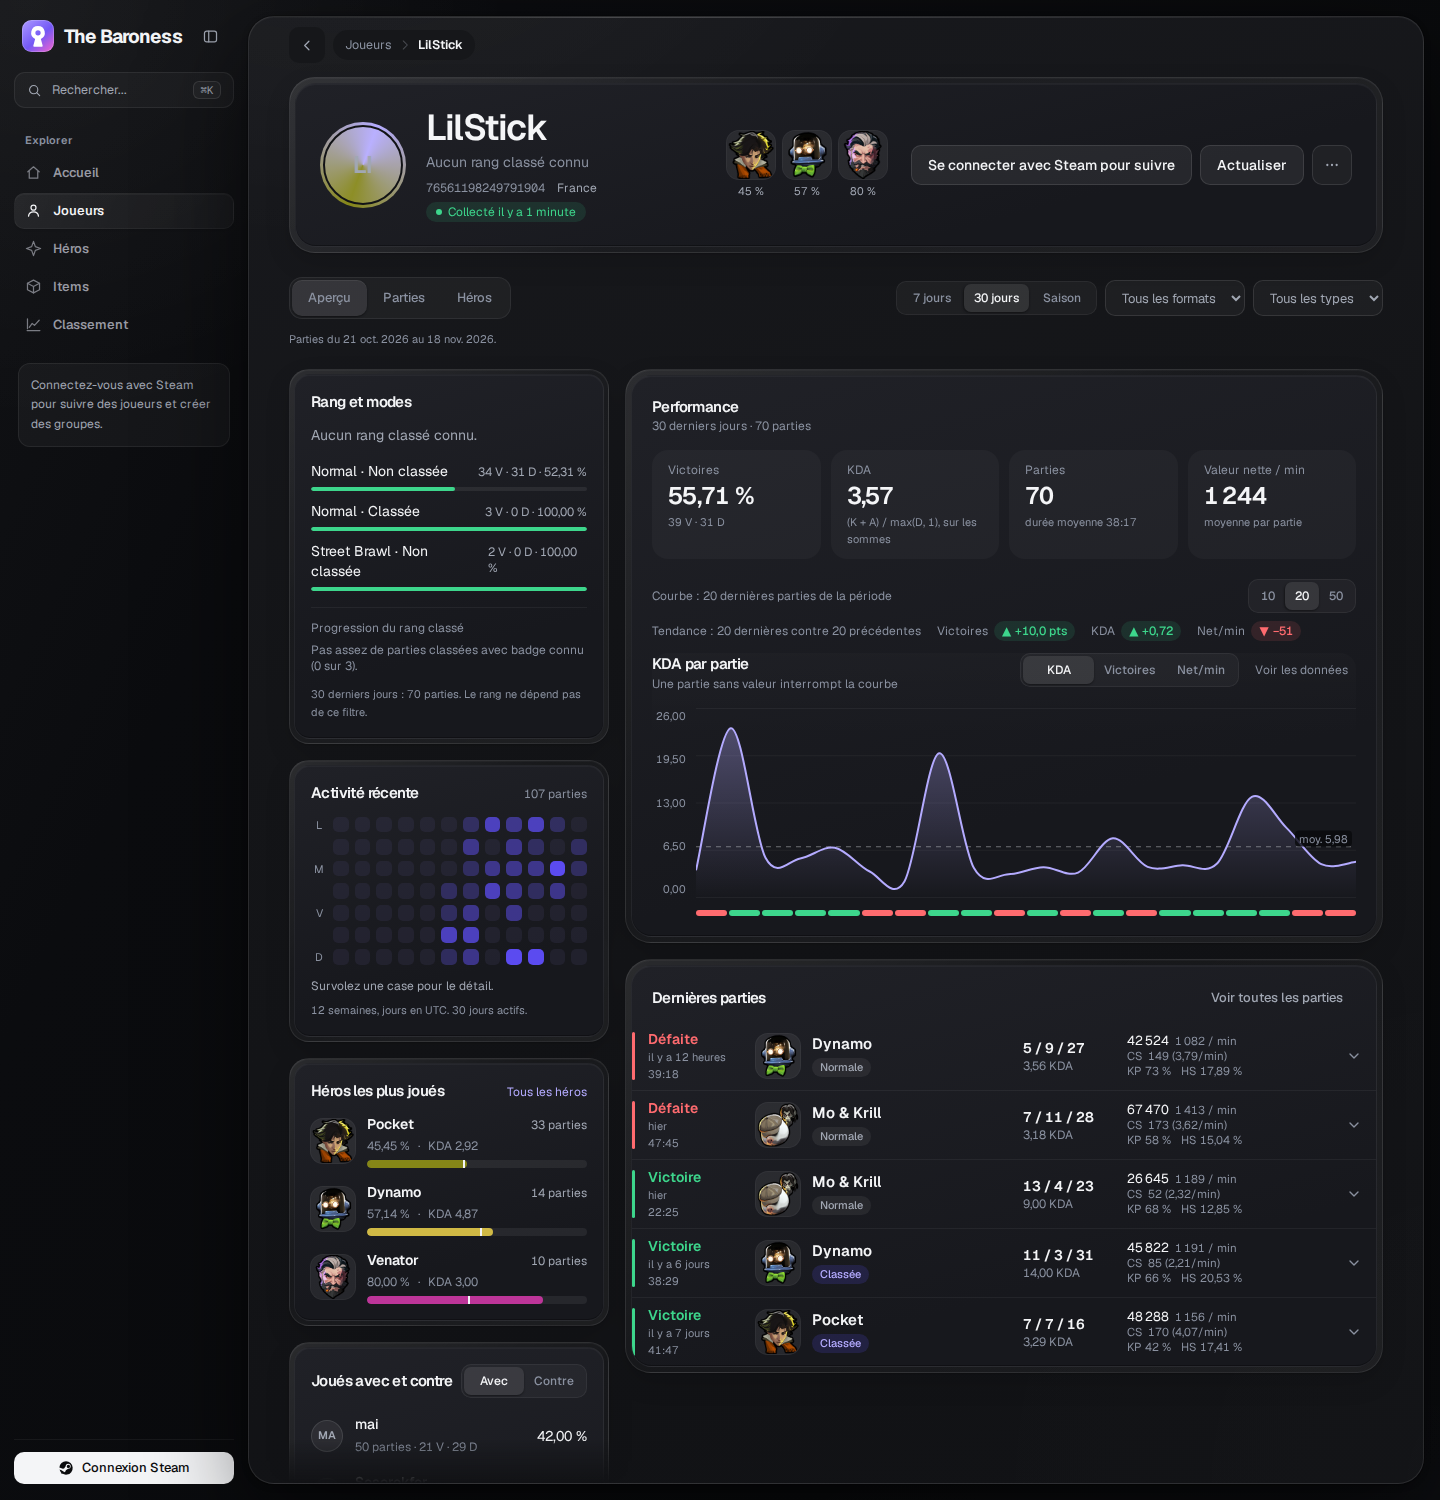 The Baroness
Rechercher...
⌘K
Explorer
Accueil
Joueurs
Héros
Items
Classement
Connectez-vous avec Steam
pour suivre des joueurs et créer
des groupes.
Connexion Steam
Joueurs
LilStick
LilStick
Aucun rang classé connu
76561198249791904 France
Collecté il y a 1 minute
45 %
57 %
80 %
Se connecter avec Steam pour suivre
Actualiser
Aperçu
Parties
Héros
7 jours
30 jours
Saison
Tous les formats
Tous les types
Parties du 21 oct. 2026 au 18 nov. 2026.
Rang et modes
Aucun rang classé connu.
Normal · Non classée
34 V · 31 D · 52,31 %
Normal · Classée
3 V · 0 D · 100,00 %
Street Brawl · Non
classée
2 V · 0 D · 100,00
%
Progression du rang classé
Pas assez de parties classées avec badge connu
(0 sur 3).
30 derniers jours : 70 parties. Le rang ne dépend pas
de ce filtre.
Activité récente
107 parties
L
M
V
D
Survolez une case pour le détail.
12 semaines, jours en UTC. 30 jours actifs.
Héros les plus joués
Tous les héros
Pocket
33 parties
45,45 % · KDA 2,92
Dynamo
14 parties
57,14 % · KDA 4,87
Venator
10 parties
80,00 % · KDA 3,00
Joués avec et contre
Avec
Contre
MA
mai
50 parties · 21 V · 29 D
42,00 %
Performance
30 derniers jours · 70 parties
Victoires
55,71 %
39 V · 31 D
KDA
3,57
(K + A) / max(D, 1), sur les
sommes
Parties
70
durée moyenne 38:17
Valeur nette / min
1 244
moyenne par partie
Courbe : 20 dernières parties de la période
10
20
50
Tendance : 20 dernières contre 20 précédentes
Victoires ▲ +10,0 pts
KDA ▲ +0,72
Net/min ▼ −51
KDA par partie
Une partie sans valeur interrompt la courbe
KDA
Victoires
Net/min
Voir les données
26,00
19,50
13,00
6,50
0,00
moy. 5,98
Dernières parties
Voir toutes les parties
Défaite
il y a 12 heures
39:18
Dynamo
Normale
5 / 9 / 27
3,56 KDA
42 524 1 082 / min
CS 149 (3,79/min)
KP 73 % HS 17,89 %
Défaite
hier
47:45
Mo & Krill
Normale
7 / 11 / 28
3,18 KDA
67 470 1 413 / min
CS 173 (3,62/min)
KP 58 % HS 15,04 %
Victoire
hier
22:25
Mo & Krill
Normale
13 / 4 / 23
9,00 KDA
26 645 1 189 / min
CS 52 (2,32/min)
KP 68 % HS 12,85 %
Victoire
il y a 6 jours
38:29
Dynamo
Classée
11 / 3 / 31
14,00 KDA
45 822 1 191 / min
CS 85 (2,21/min)
KP 66 % HS 20,53 %
Victoire
il y a 7 jours
41:47
Pocket
Classée
7 / 7 / 16
3,29 KDA
48 288 1 156 / min
CS 170 (4,07/min)
KP 42 % HS 17,41 %